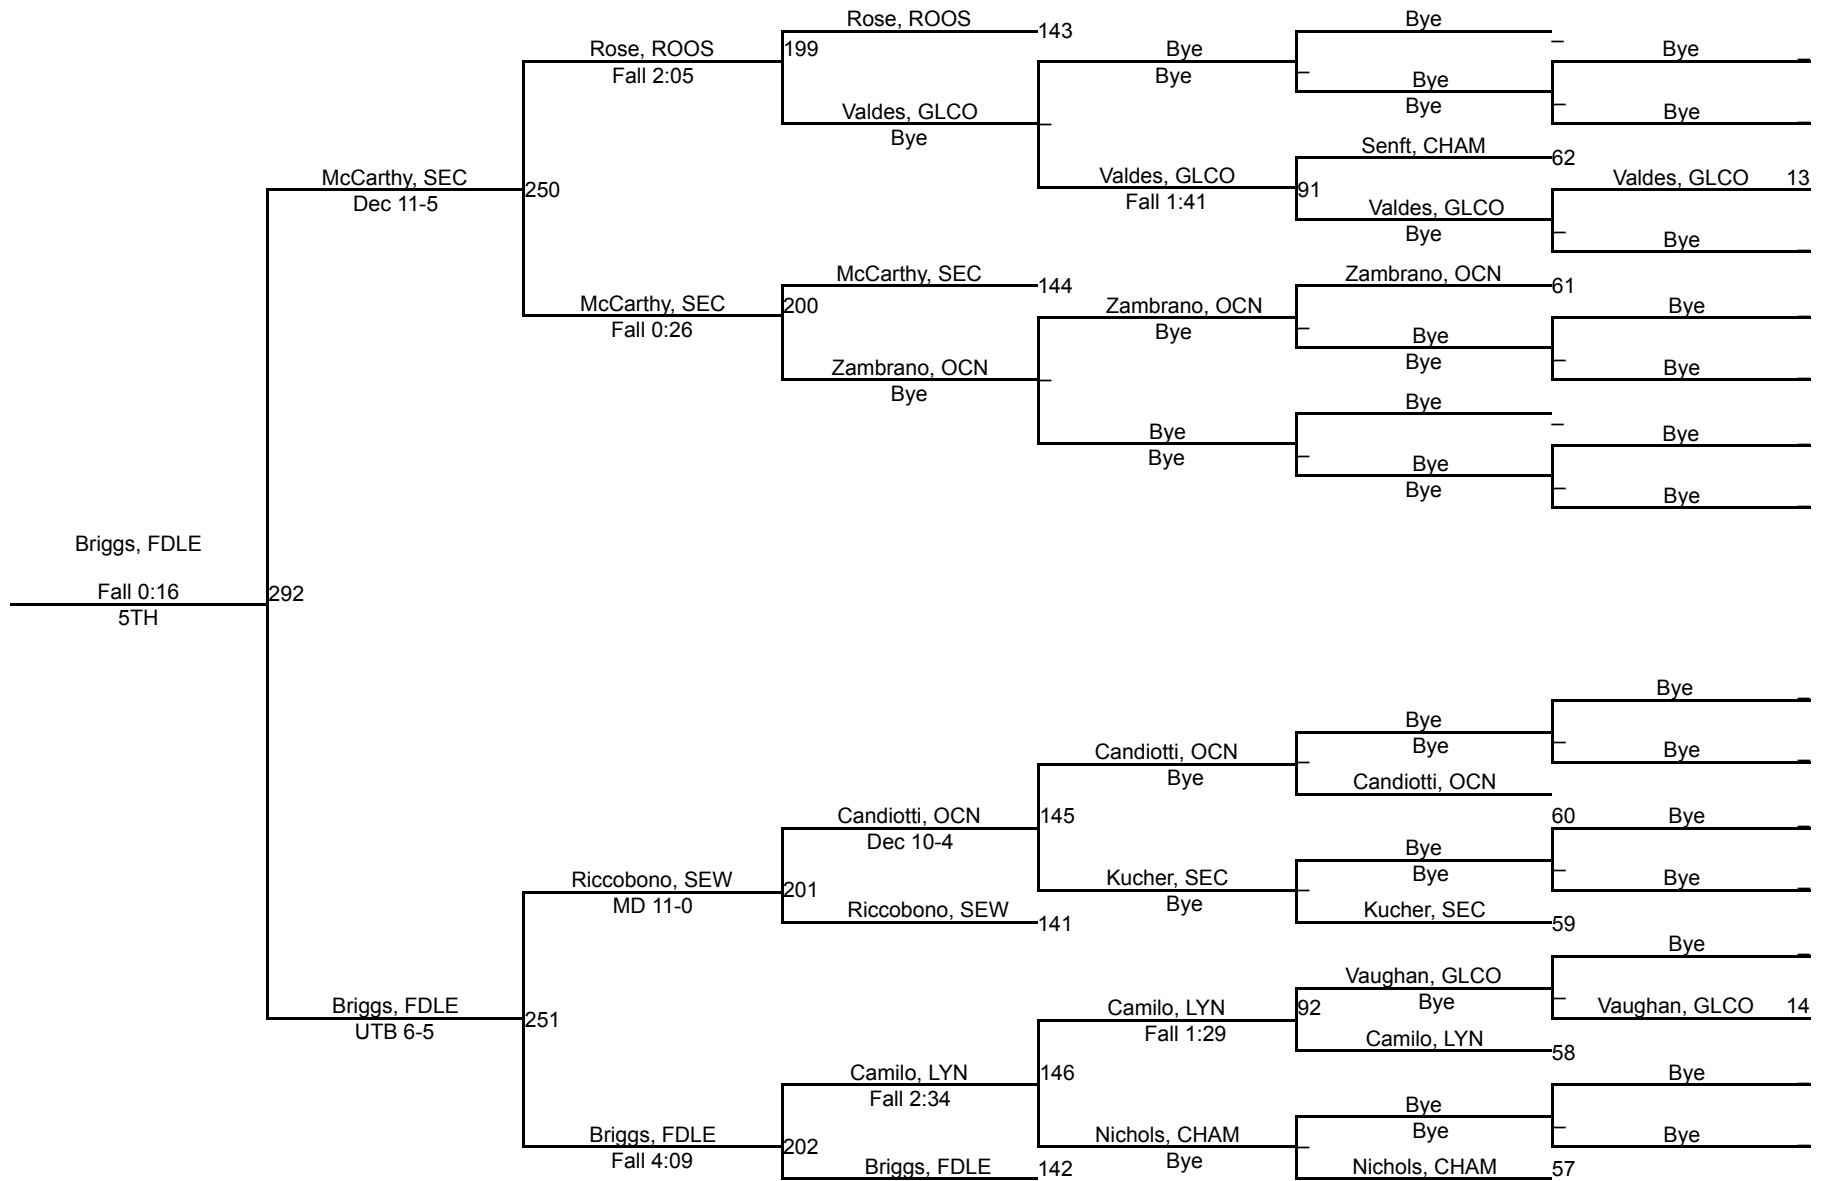 Rose, ROOS
Bye
143
Rose, ROOS
199
Bye
Bye
Fall 2:05
Bye
Bye
Bye
Valdes, GLCO
Bye
Bye
Senft, CHAM
62
McCarthy, SEC
Valdes, GLCO
Valdes, GLCO 13
Dec 11-5
250
Fall 1:41
91
Valdes, GLCO
Bye
Bye
McCarthy, SEC
144
Zambrano, OCN
61
McCarthy, SEC
200
Zambrano, OCN
Bye
Fall 0:26
Bye
Bye
Zambrano, OCN
Bye
Bye
Bye
Bye
Bye
Bye
Bye
Bye
Bye
Bye
Briggs, FDLE
Fall 0:16
292
5TH
Bye
Bye
Candiotti, OCN
Bye
Bye
Bye
Candiotti, OCN
Candiotti, OCN
145
60
Bye
Dec 10-4
Bye
Riccobono, SEW
Kucher, SEC
Bye
Bye
201
MD 11-0
Bye
Riccobono, SEW
141
Kucher, SEC
59
Bye
Vaughan, GLCO
Briggs, FDLE
Camilo, LYN
92
Bye
Vaughan, GLCO 14
251
UTB 6-5
Fall 1:29
Camilo, LYN
58
Camilo, LYN
146
Bye
Fall 2:34
Bye
Briggs, FDLE
Nichols, CHAM
Bye
Bye
202
Fall 4:09
Briggs, FDLE
142
Bye
Nichols, CHAM
57